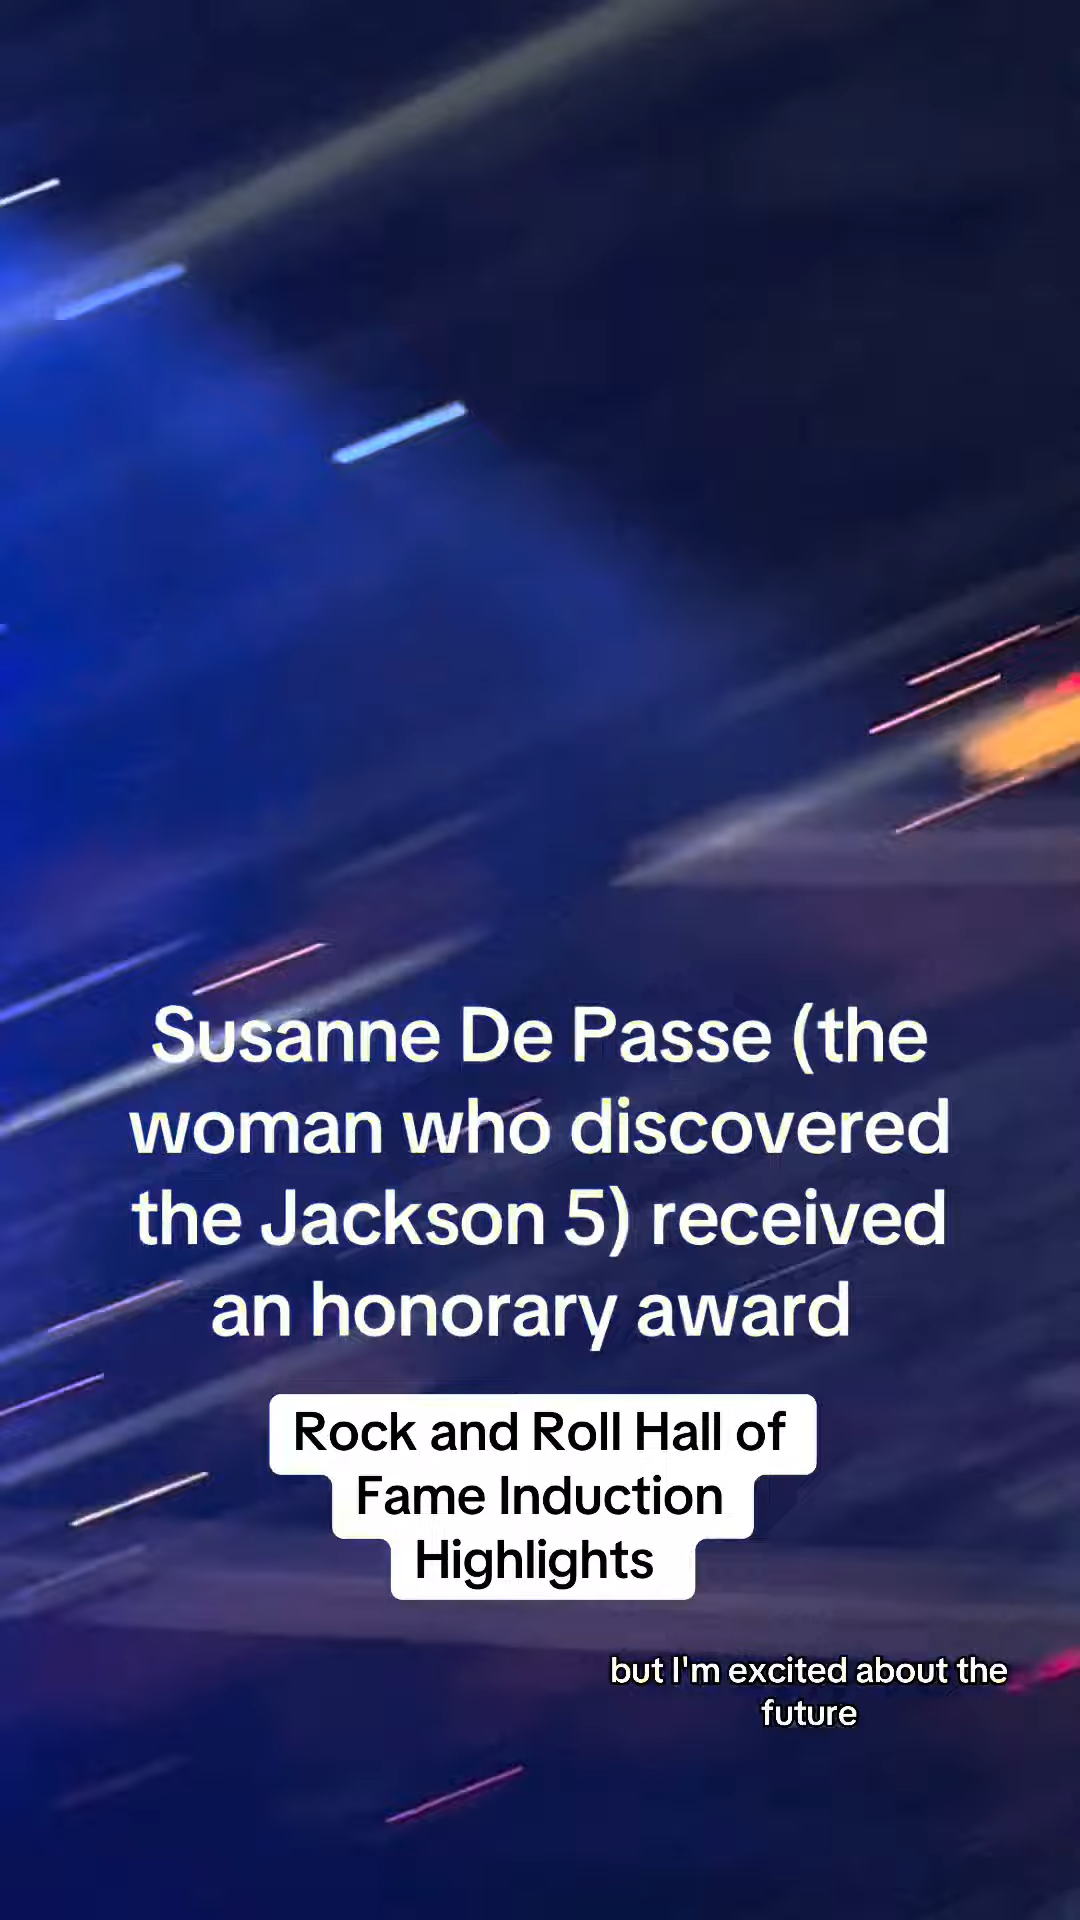 Susanne De Passe (the
woman who discovered
the Jackson 5) received
an honorary award
Rock and Roll Hall of
Fame Induction
Highlights
but I'm excited about the
future